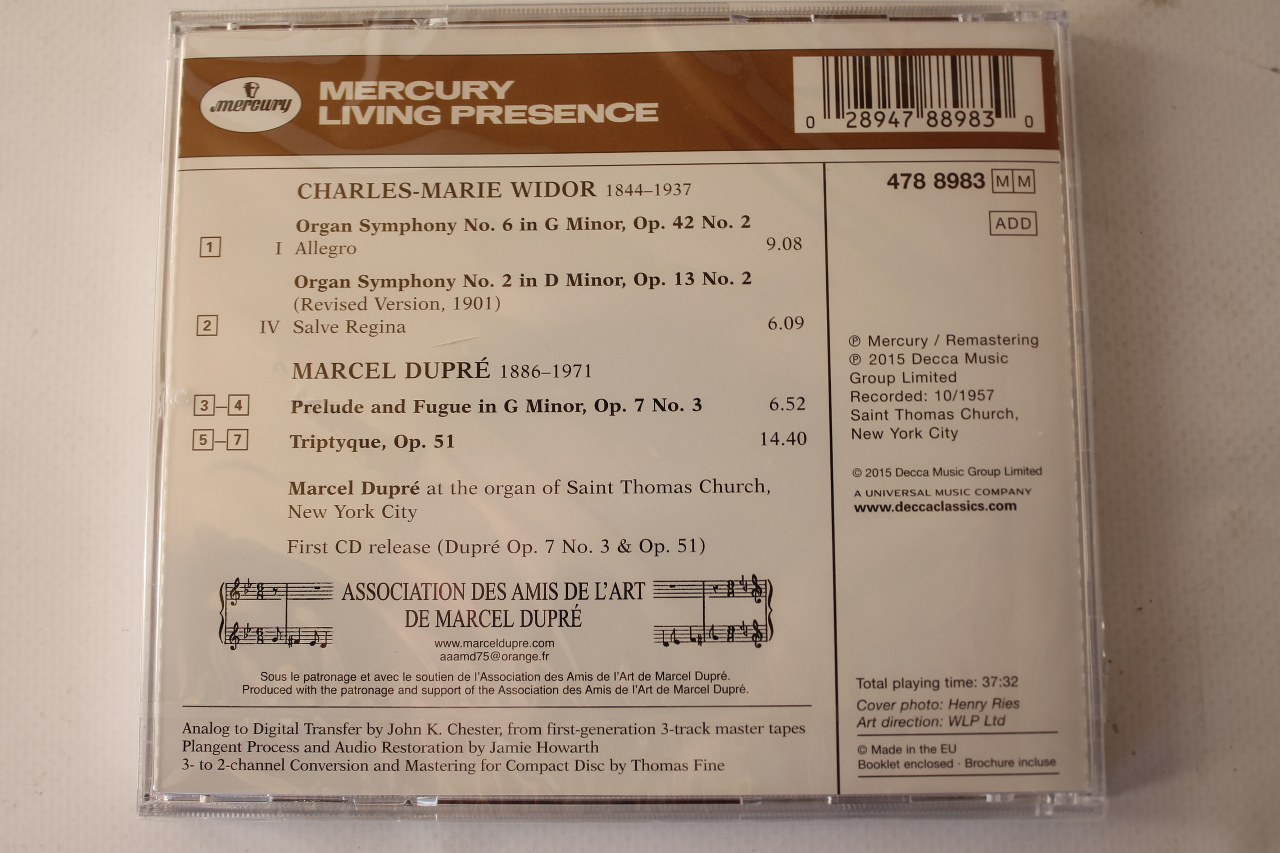 mercury
MERCURY
LIVING PRESENCE
0 28947 88983 0
CHARLES-MARIE WIDOR 1844–1937
Organ Symphony No. 6 in G Minor, Op. 42 No. 2
1 I Allegro 9.08
Organ Symphony No. 2 in D Minor, Op. 13 No. 2
(Revised Version, 1901)
2 IV Salve Regina 6.09
MARCEL DUPRÉ 1886–1971
3–4 Prelude and Fugue in G Minor, Op. 7 No. 3 6.52
5–7 Triptyque, Op. 51 14.40
Marcel Dupré at the organ of Saint Thomas Church,
New York City
First CD release (Dupré Op. 7 No. 3 & Op. 51)
ASSOCIATION DES AMIS DE L'ART
DE MARCEL DUPRÉ
www.marceldupre.com
aaamd75@orange.fr
Sous le patronage et avec le soutien de l'Association des Amis de l'Art de Marcel Dupré.
Produced with the patronage and support of the Association des Amis de l'Art de Marcel Dupré.
Analog to Digital Transfer by John K. Chester, from first-generation 3-track master tapes
Plangent Process and Audio Restoration by Jamie Howarth
3- to 2-channel Conversion and Mastering for Compact Disc by Thomas Fine
478 8983 MM
ADD
℗ Mercury / Remastering
℗ 2015 Decca Music
Group Limited
Recorded: 10/1957
Saint Thomas Church,
New York City
© 2015 Decca Music Group Limited
A UNIVERSAL MUSIC COMPANY
www.deccaclassics.com
Total playing time: 37:32
Cover photo: Henry Ries
Art direction: WLP Ltd
© Made in the EU
Booklet enclosed · Brochure incluse